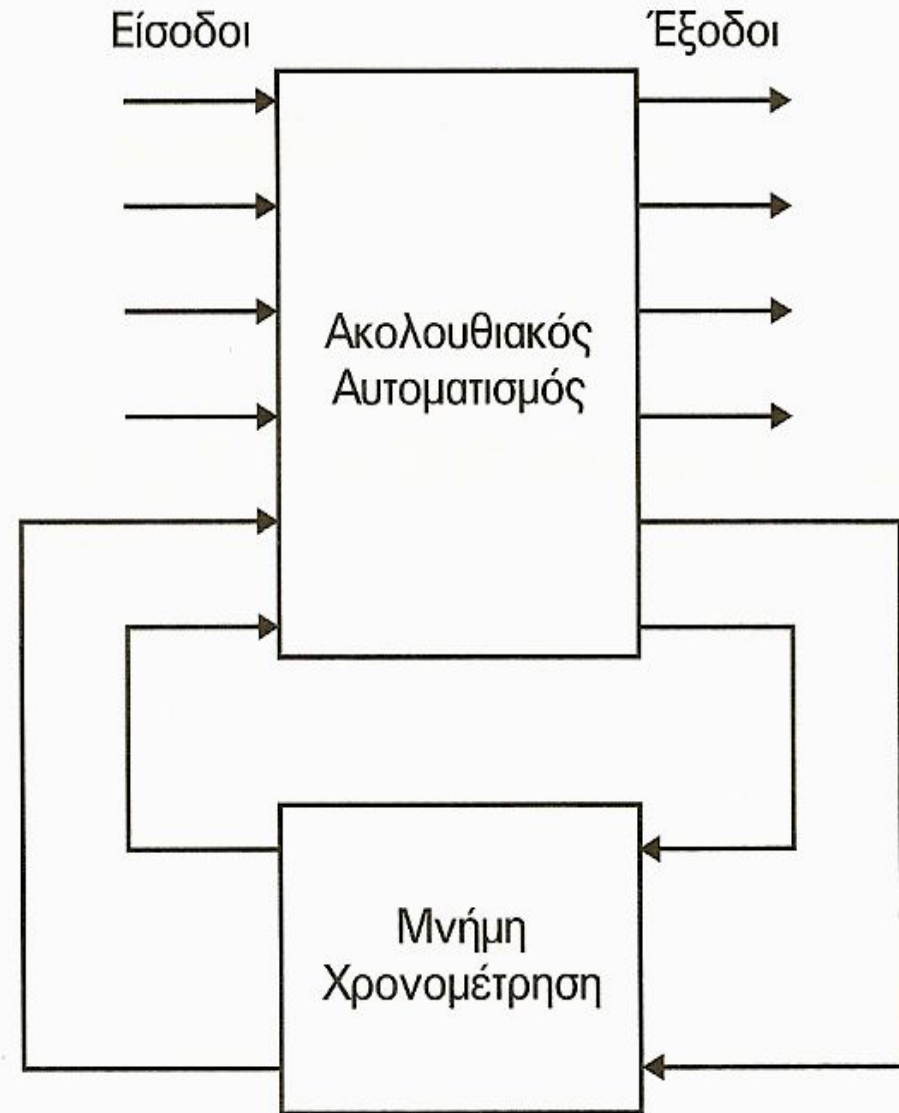 Είσοδοι
Έξοδοι
Ακολουθιακός
Αυτοματισμός
Μνήμη
Χρονομέτρηση